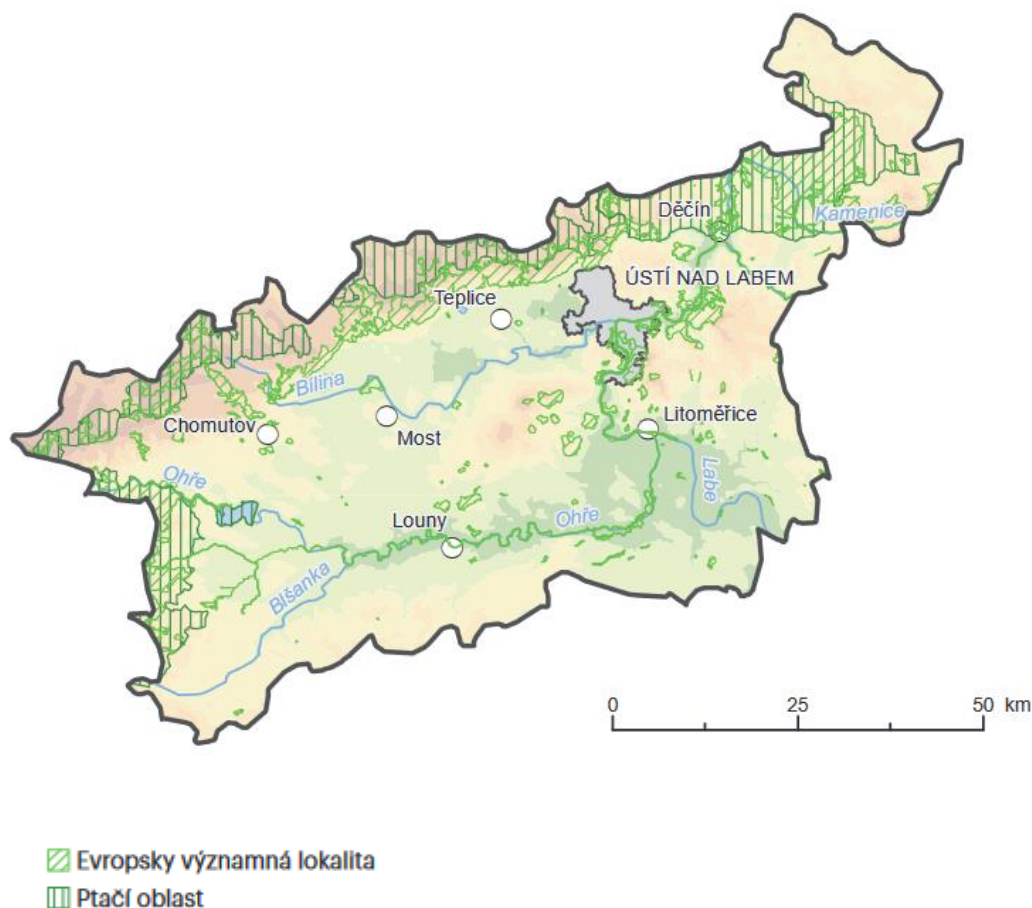 Děčín
Kamenice
ÚSTÍ NAD LABEM
Teplice
Bílina
Chomutov
Most
Litoměřice
Ohře
Labe
Louny
Ohře
Blšanka
0 25 50 km
Evropsky významná lokalita
Ptačí oblast